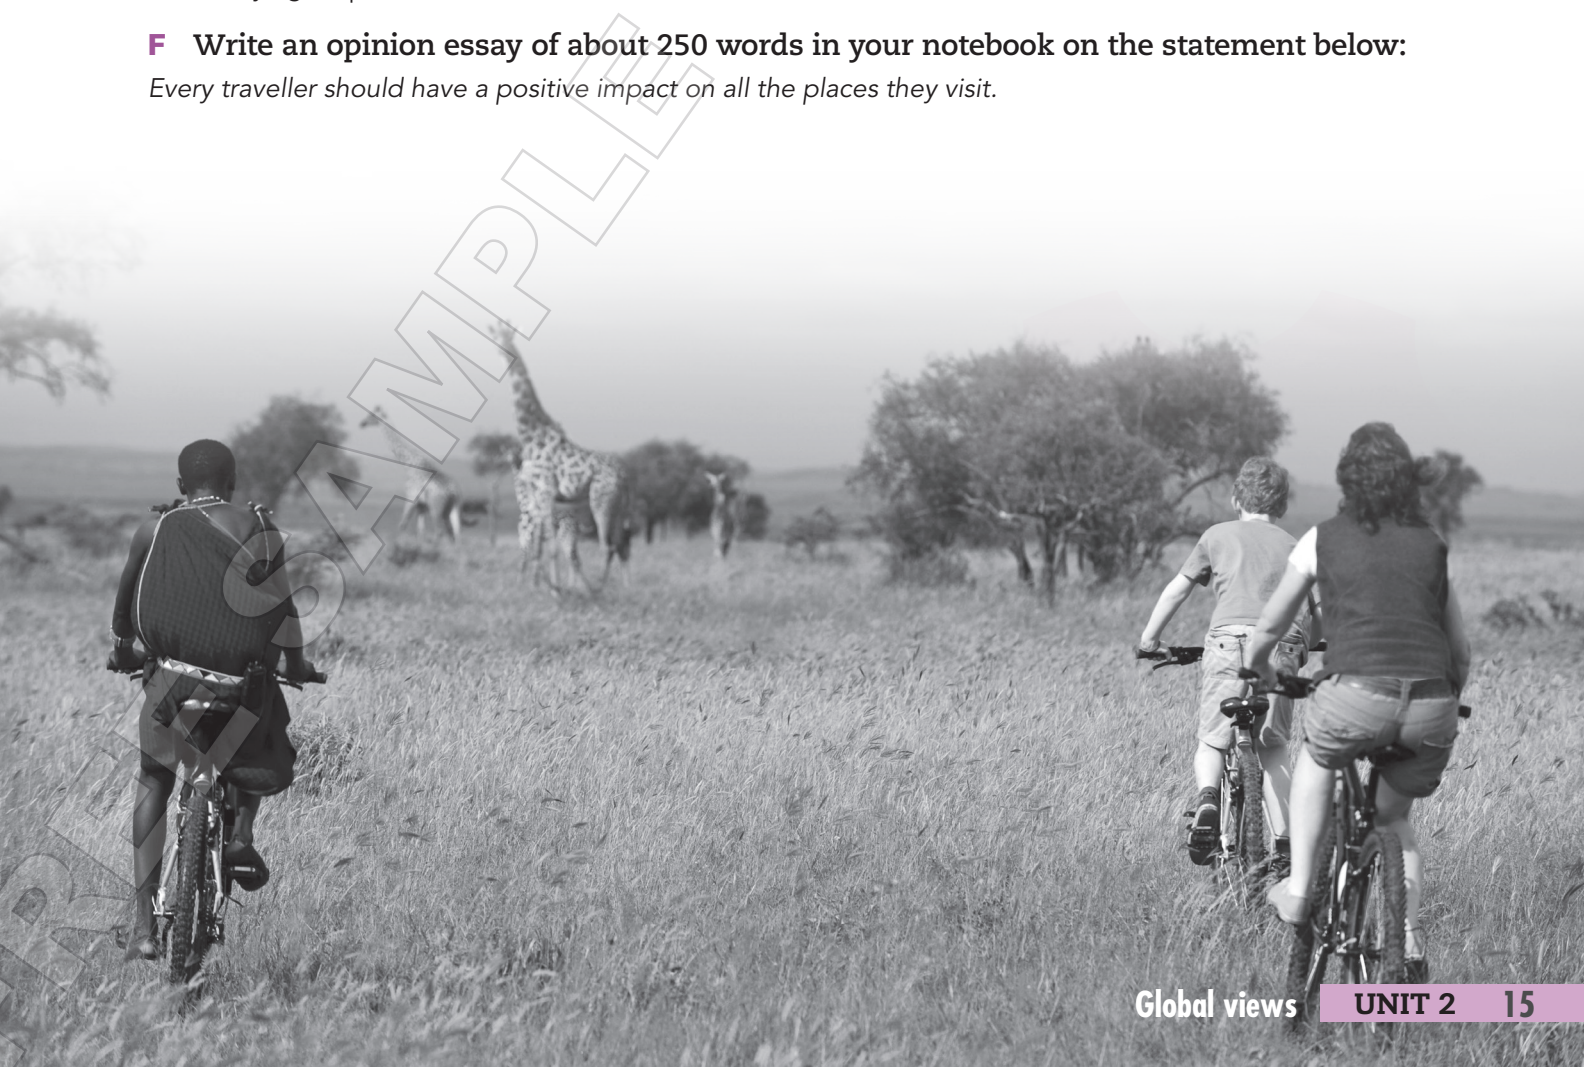 F Write an opinion essay of about 250 words in your notebook on the statement below:
Every traveller should have a positive impact on all the places they visit.
SAMPLE
Global views UNIT 2 15